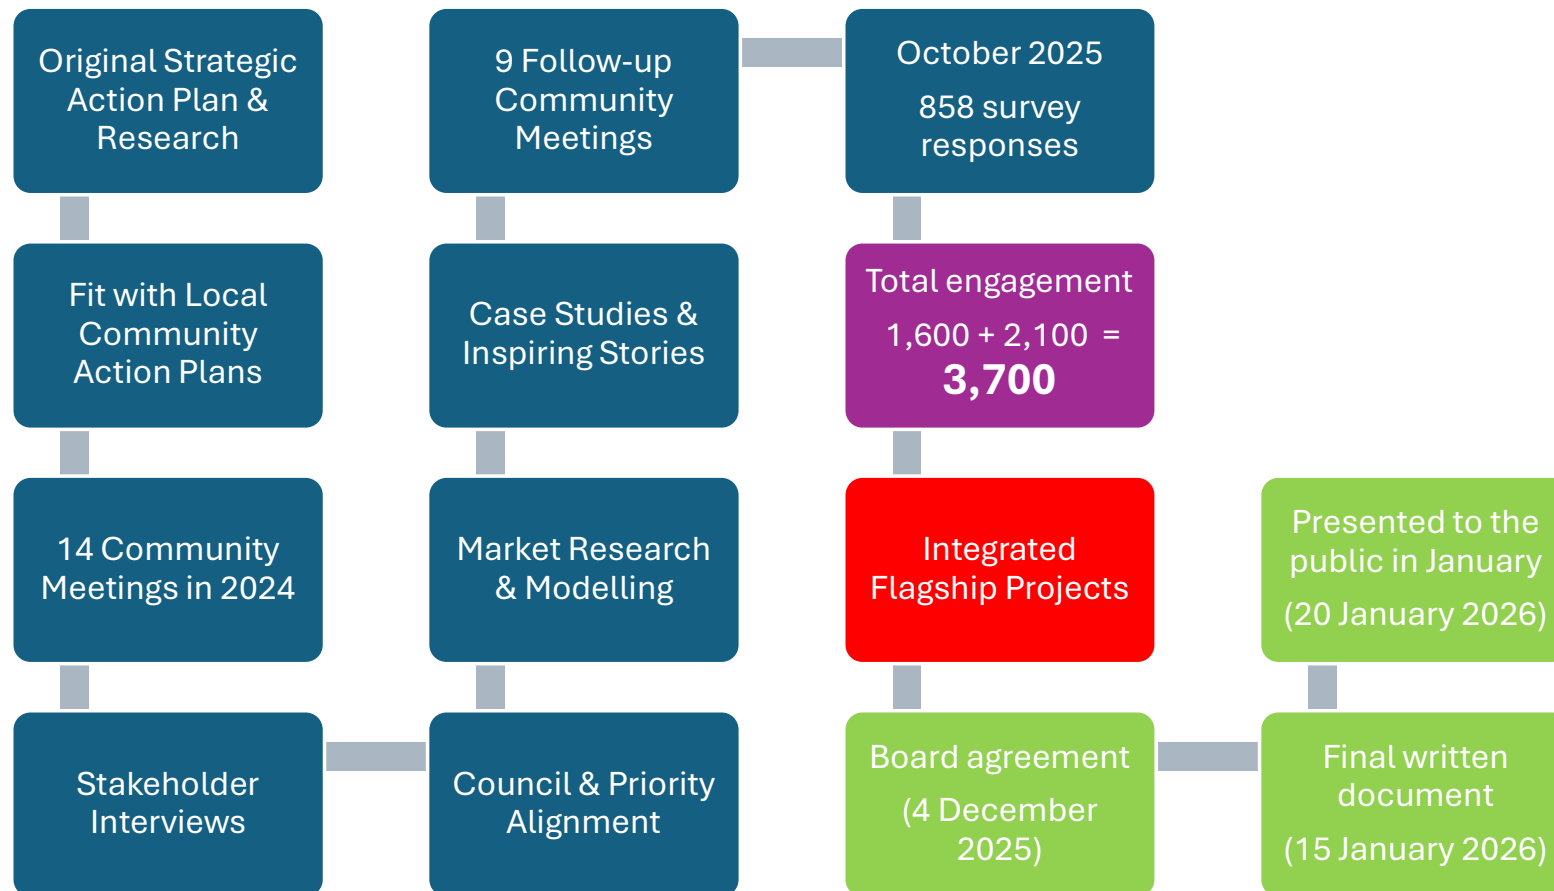 Original Strategic
Action Plan &
Research
Fit with Local
Community
Action Plans
14 Community
Meetings in 2024
Stakeholder
Interviews
Council & Priority
Alignment
Market Research
& Modelling
Case Studies &
Inspiring Stories
9 Follow-up
Community
Meetings
October 2025
858 survey
responses
Total engagement
1,600 + 2,100 =
3,700
Integrated
Flagship Projects
Board agreement
(4 December
2025)
Final written
document
(15 January 2026)
Presented to the
public in January
(20 January 2026)